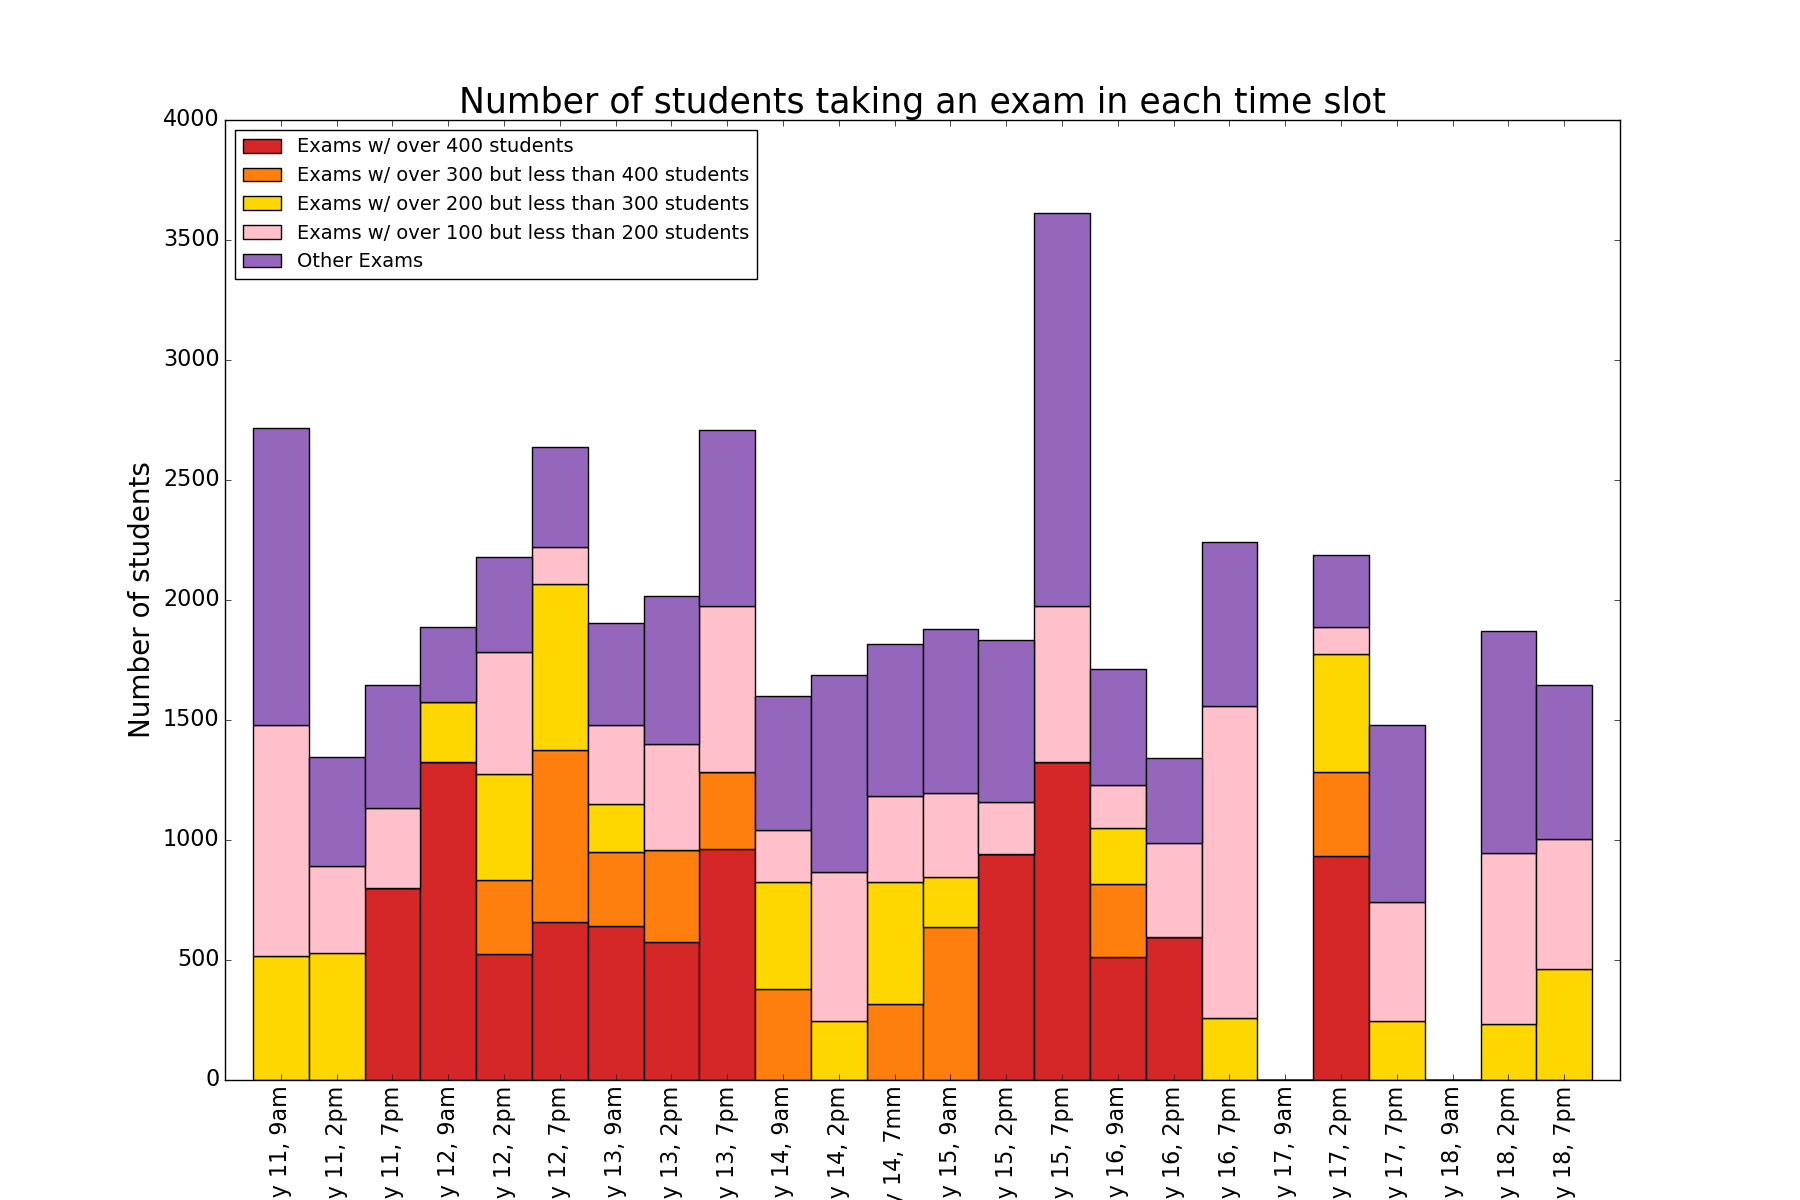 Number of students taking an exam in each time slot
Exams w/ over 400 students
Exams w/ over 300 but less than 400 students
Exams w/ over 200 but less than 300 students
Exams w/ over 100 but less than 200 students
Other Exams
Number of students
4000
3500
3000
2500
2000
1500
1000
500
0
y 11, 9am
y 11, 2pm
y 11, 7pm
y 12, 9am
y 12, 2pm
y 12, 7pm
y 13, 9am
y 13, 2pm
y 13, 7pm
y 14, 9am
y 14, 2pm
y 14, 7mm
y 15, 9am
y 15, 2pm
y 15, 7pm
y 16, 9am
y 16, 2pm
y 16, 7pm
y 17, 9am
y 17, 2pm
y 17, 7pm
y 18, 9am
y 18, 2pm
y 18, 7pm